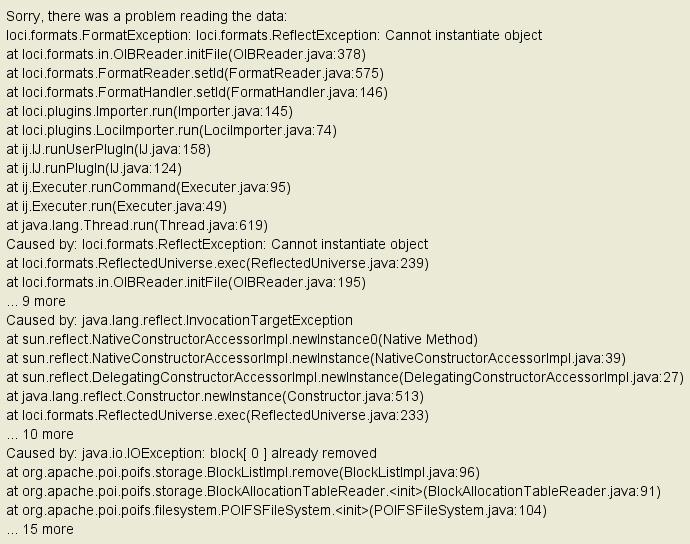 Sorry, there was a problem reading the data:
loci.formats.FormatException: loci.formats.ReflectException: Cannot instantiate object
at loci.formats.in.OIBReader.initFile(OIBReader.java:378)
at loci.formats.FormatReader.setId(FormatReader.java:575)
at loci.formats.FormatHandler.setId(FormatHandler.java:146)
at loci.plugins.Importer.run(Importer.java:145)
at loci.plugins.LociImporter.run(LociImporter.java:74)
at ij.IJ.runUserPlugIn(IJ.java:158)
at ij.IJ.runPlugIn(IJ.java:124)
at ij.Executer.runCommand(Executer.java:95)
at ij.Executer.run(Executer.java:49)
at java.lang.Thread.run(Thread.java:619)
Caused by: loci.formats.ReflectException: Cannot instantiate object
at loci.formats.ReflectedUniverse.exec(ReflectedUniverse.java:239)
at loci.formats.in.OIBReader.initFile(OIBReader.java:195)
... 9 more
Caused by: java.lang.reflect.InvocationTargetException
at sun.reflect.NativeConstructorAccessorImpl.newInstance0(Native Method)
at sun.reflect.NativeConstructorAccessorImpl.newInstance(NativeConstructorAccessorImpl.java:39)
at sun.reflect.DelegatingConstructorAccessorImpl.newInstance(DelegatingConstructorAccessorImpl.java:27)
at java.lang.reflect.Constructor.newInstance(Constructor.java:513)
at loci.formats.ReflectedUniverse.exec(ReflectedUniverse.java:233)
... 10 more
Caused by: java.io.IOException: block[ 0 ] already removed
at org.apache.poi.poifs.storage.BlockListImpl.remove(BlockListImpl.java:96)
at org.apache.poi.poifs.storage.BlockAllocationTableReader.<init>(BlockAllocationTableReader.java:91)
at org.apache.poi.poifs.filesystem.POIFSFileSystem.<init>(POIFSFileSystem.java:104)
... 15 more